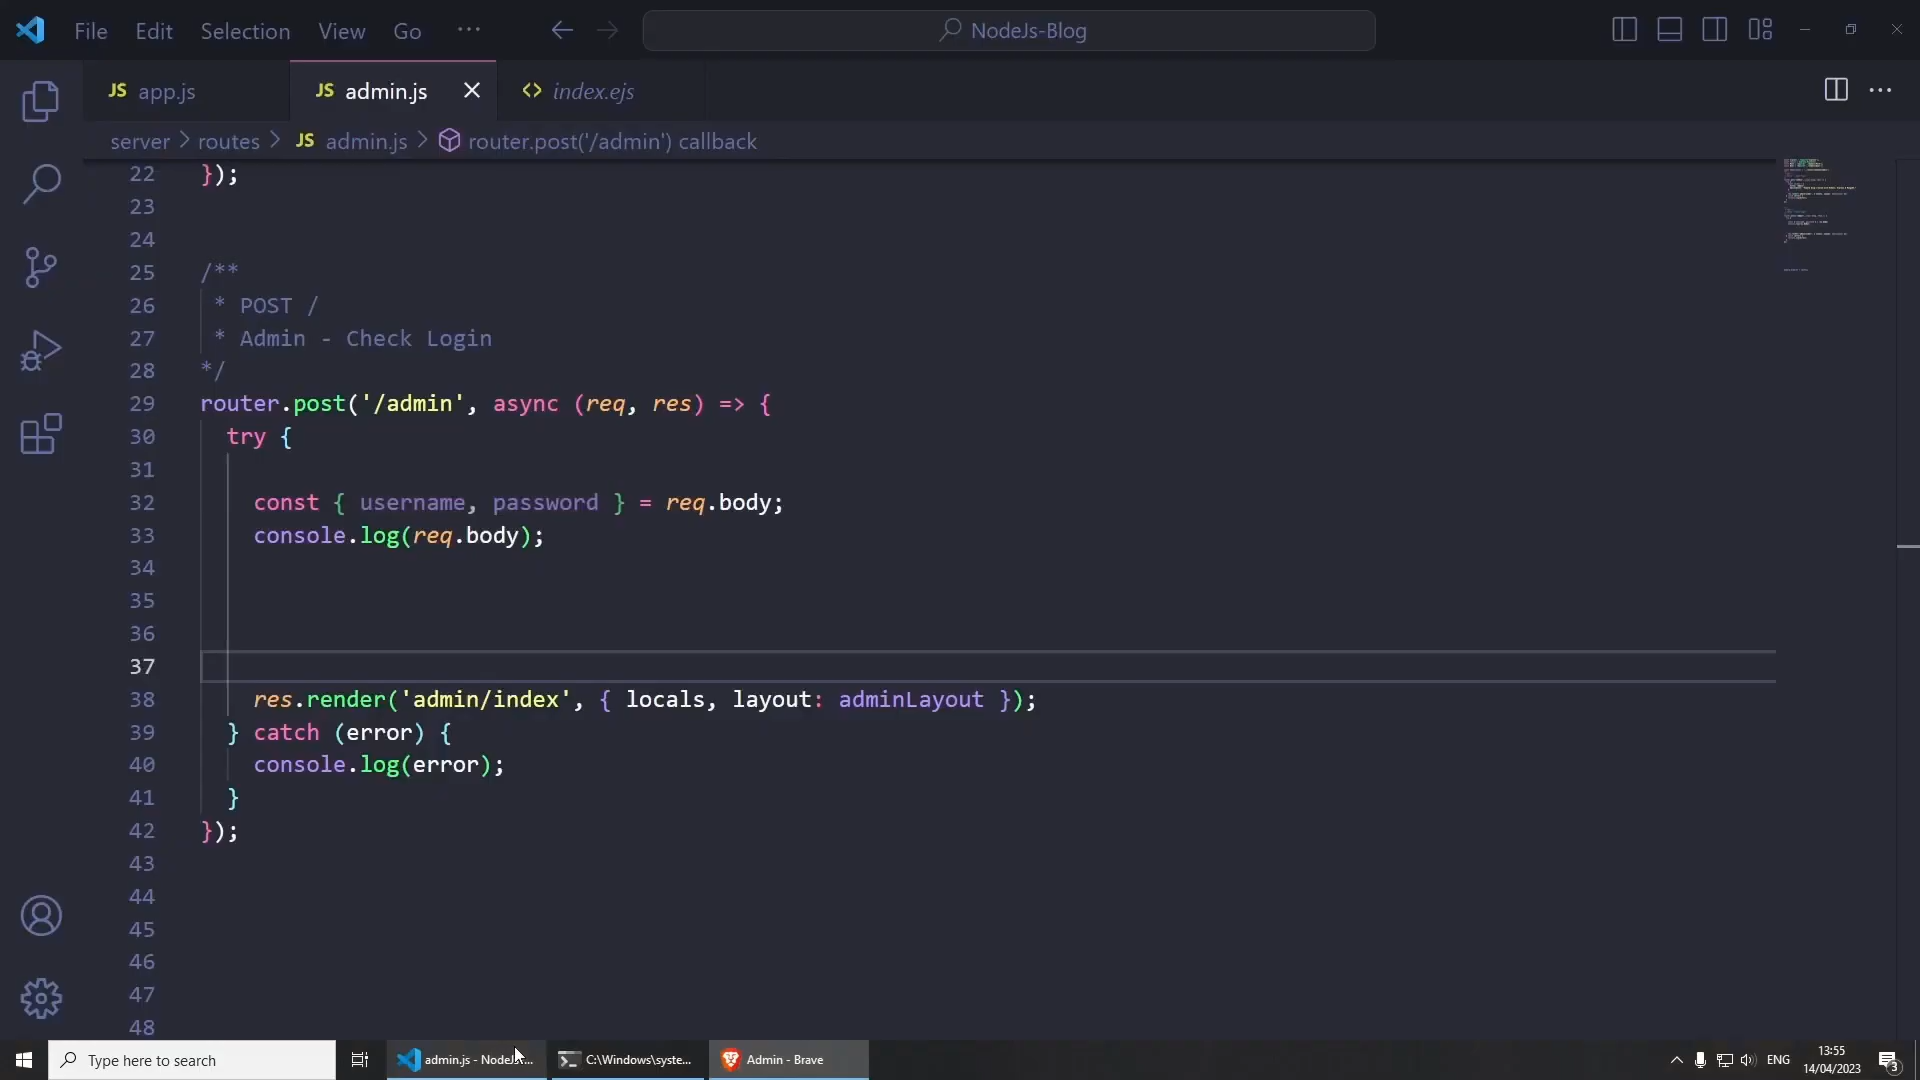 File Edit Selection View Go ··· NodeJs-Blog
JS app.js JS admin.js index.ejs
server > routes > JS admin.js > router.post('/admin') callback
22 });
23
24
25 /**
26 * POST /
27 * Admin - Check Login
28 */
29 router.post('/admin', async (req, res) => {
30 try {
31
32 const { username, password } = req.body;
33 console.log(req.body);
34
35
36
37
38 res.render('admin/index', { locals, layout: adminLayout });
39 } catch (error) {
40 console.log(error);
41 }
42 });
43
44
45
46
47
48
Type here to search admin.js - NodeJs... C:\Windows\syste... Admin - Brave ENG 13:55
14/04/2023 3